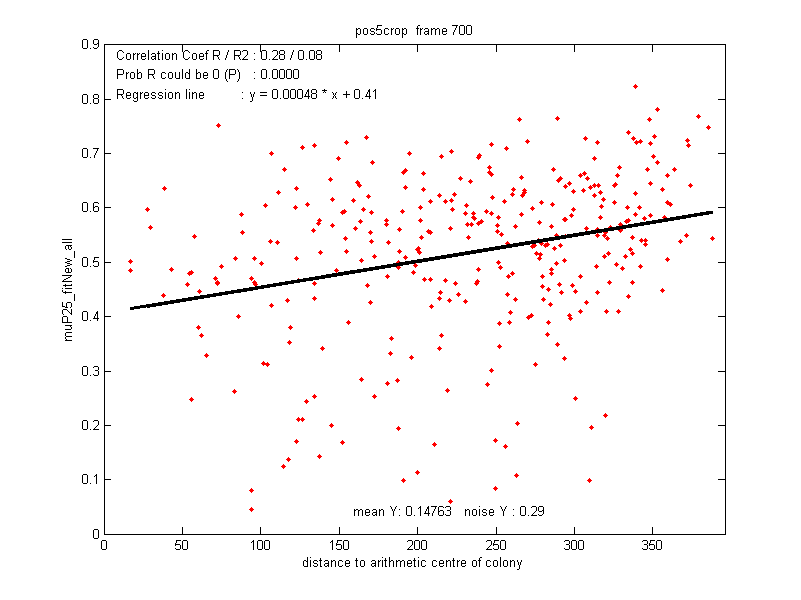 pos5crop frame 700
Correlation Coef R / R2 : 0.28 / 0.08
Prob R could be 0 (P) : 0.0000
Regression line : y = 0.00048 * x + 0.41
muP25_fitNew_all
0.9
0.8
0.7
0.6
0.5
0.4
0.3
0.2
0.1
0
mean Y: 0.14763 noise Y : 0.29
0 50 100 150 200 250 300 350
distance to arithmetic centre of colony